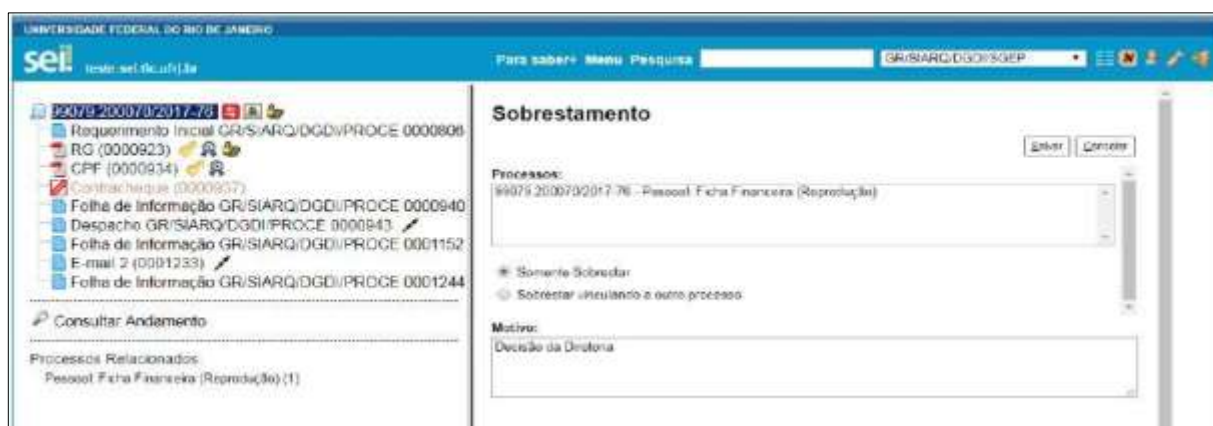 UNIVERSIDADE FEDERAL DO RIO DE JANEIRO
sei!
teste.sei.tic.ufrj.br
Para saber+ Menu Pesquisa
GR/SIARQ/DGDI/SGEP
99079.200070/2017-76
Requerimento Inicial GR/SIARQ/DGDI/PROCE 0000806
RG (0000923)
CPF (0000934)
Contracheque (0000937)
Folha de Informação GR/SIARQ/DGDI/PROCE 0000940
Despacho GR/SIARQ/DGDI/PROCE 0000943
Folha de Informação GR/SIARQ/DGDI/PROCE 0001152
E-mail 2 (0001233)
Folha de Informação GR/SIARQ/DGDI/PROCE 0001244
Consultar Andamento
Processos Relacionados
Pessoal: Ficha Financeira (Reprodução) (1)
Sobrestamento
Salvar
Cancelar
Processos:
99079.200070/2017-76 - Pessoal: Ficha Financeira (Reprodução)
Somente Sobrestar
Sobrestar vinculando a outro processo
Motivo:
Decisão da Diretoria